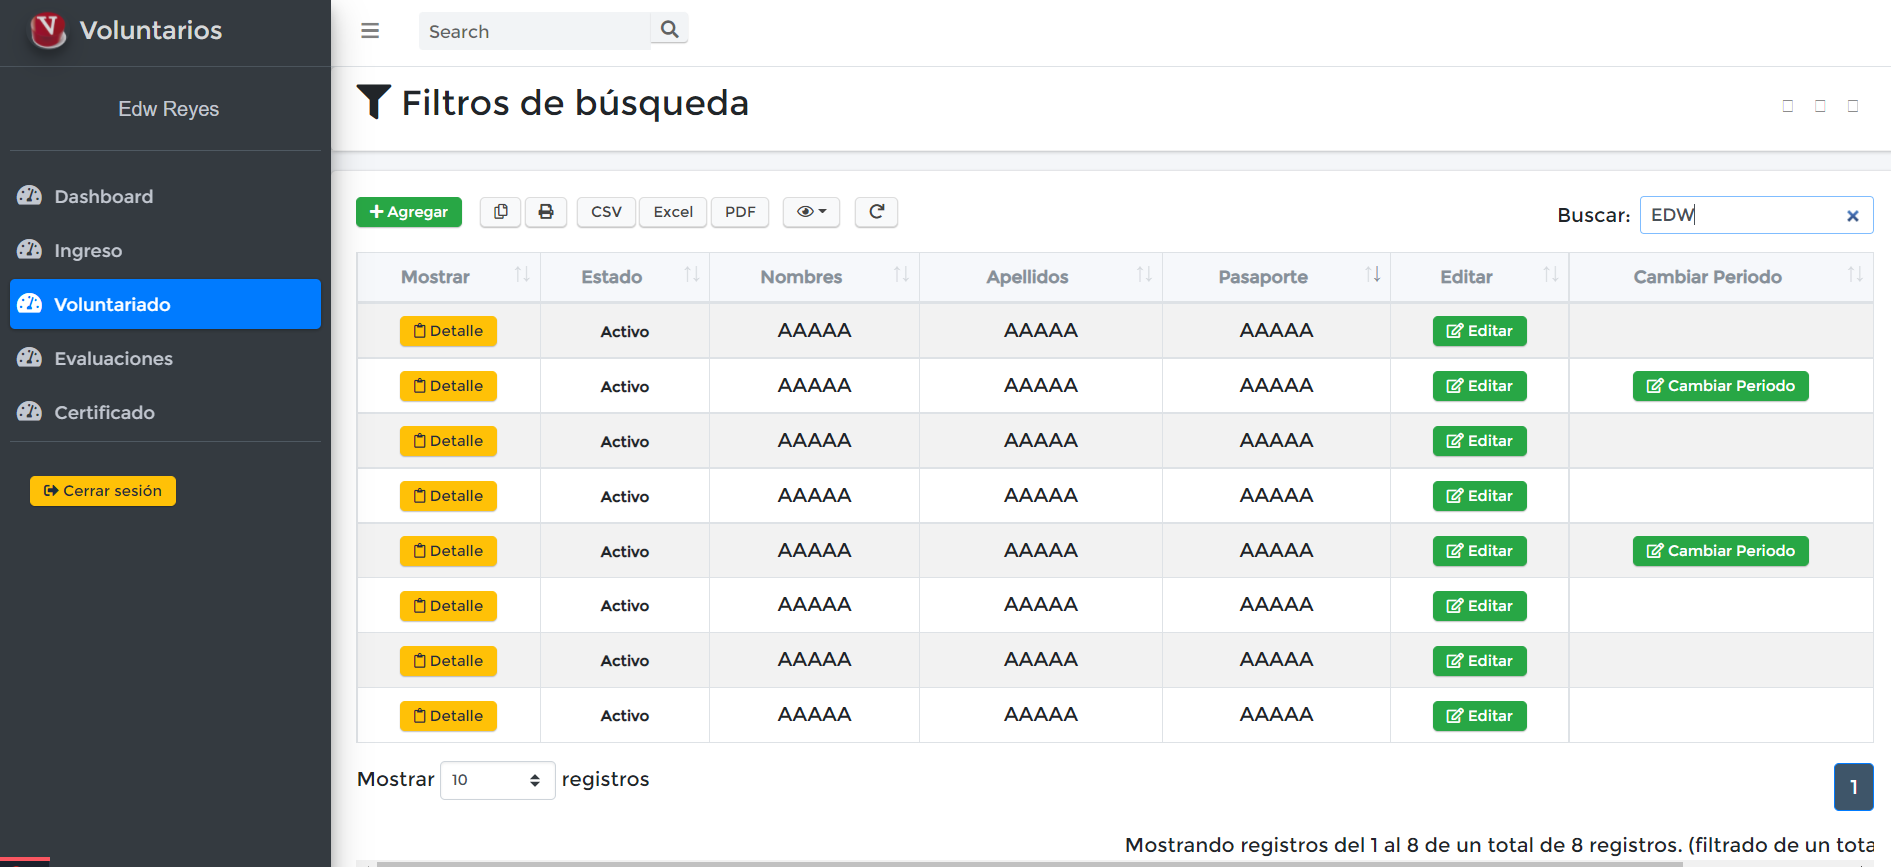 Voluntarios
Search
Edw Reyes
Filtros de búsqueda
Dashboard
Ingreso
Voluntariado
Evaluaciones
Certificado
Cerrar sesión
Agregar CSV Excel PDF Buscar: EDW
Mostrar Estado Nombres Apellidos Pasaporte Editar Cambiar Periodo
Detalle Activo AAAAA AAAAA AAAAA Editar
Detalle Activo AAAAA AAAAA AAAAA Editar Cambiar Periodo
Detalle Activo AAAAA AAAAA AAAAA Editar
Detalle Activo AAAAA AAAAA AAAAA Editar
Detalle Activo AAAAA AAAAA AAAAA Editar Cambiar Periodo
Detalle Activo AAAAA AAAAA AAAAA Editar
Detalle Activo AAAAA AAAAA AAAAA Editar
Detalle Activo AAAAA AAAAA AAAAA Editar
Mostrar 10 registros
1
Mostrando registros del 1 al 8 de un total de 8 registros. (filtrado de un tota